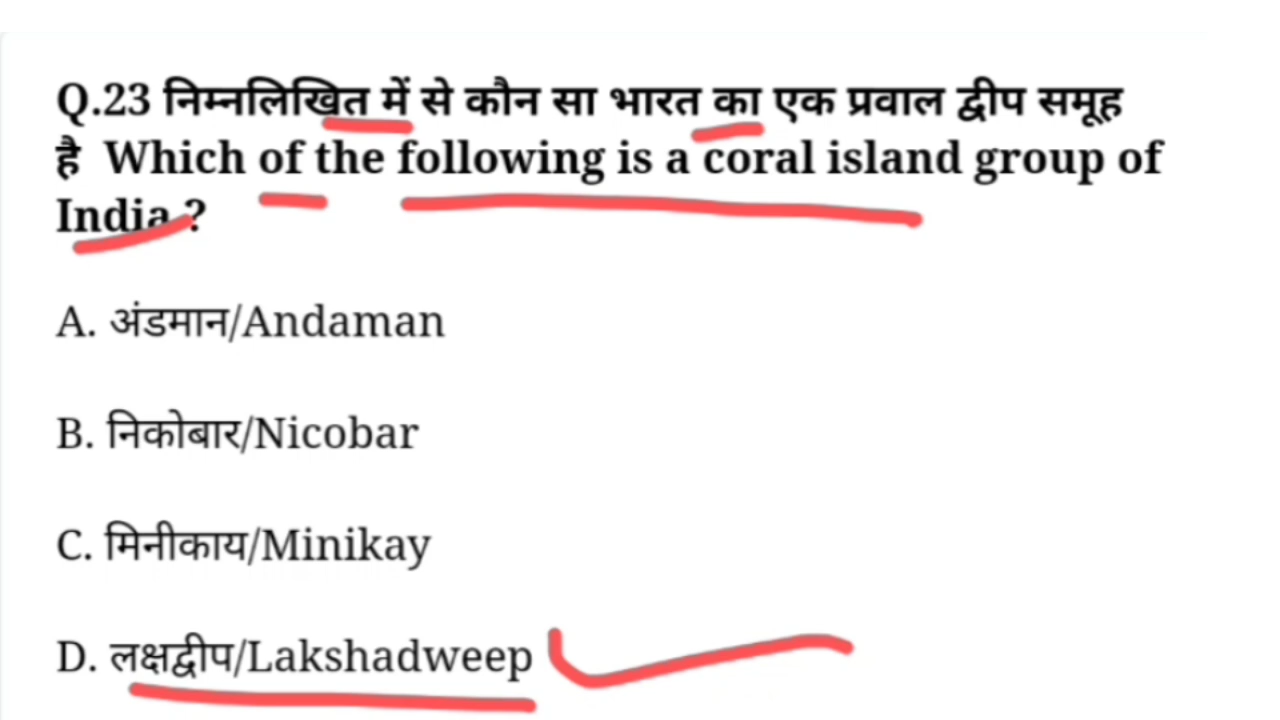 Q.23 निम्नलिखित में से कौन सा भारत का एक प्रवाल द्वीप समूह
है Which of the following is a coral island group of
India ?
A. अंडमान/Andaman
B. निकोबार/Nicobar
C. मिनीकाय/Minikay
D. लक्षद्वीप/Lakshadweep